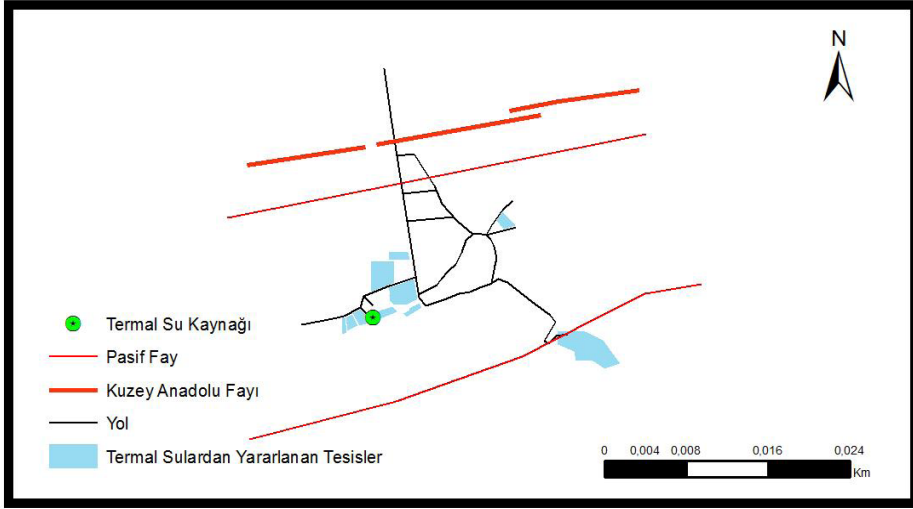 N
Termal Su Kaynağı
Pasif Fay
Kuzey Anadolu Fayı
Yol
Termal Sulardan Yararlanan Tesisler
0 0,004 0,008 0,016 0,024
Km